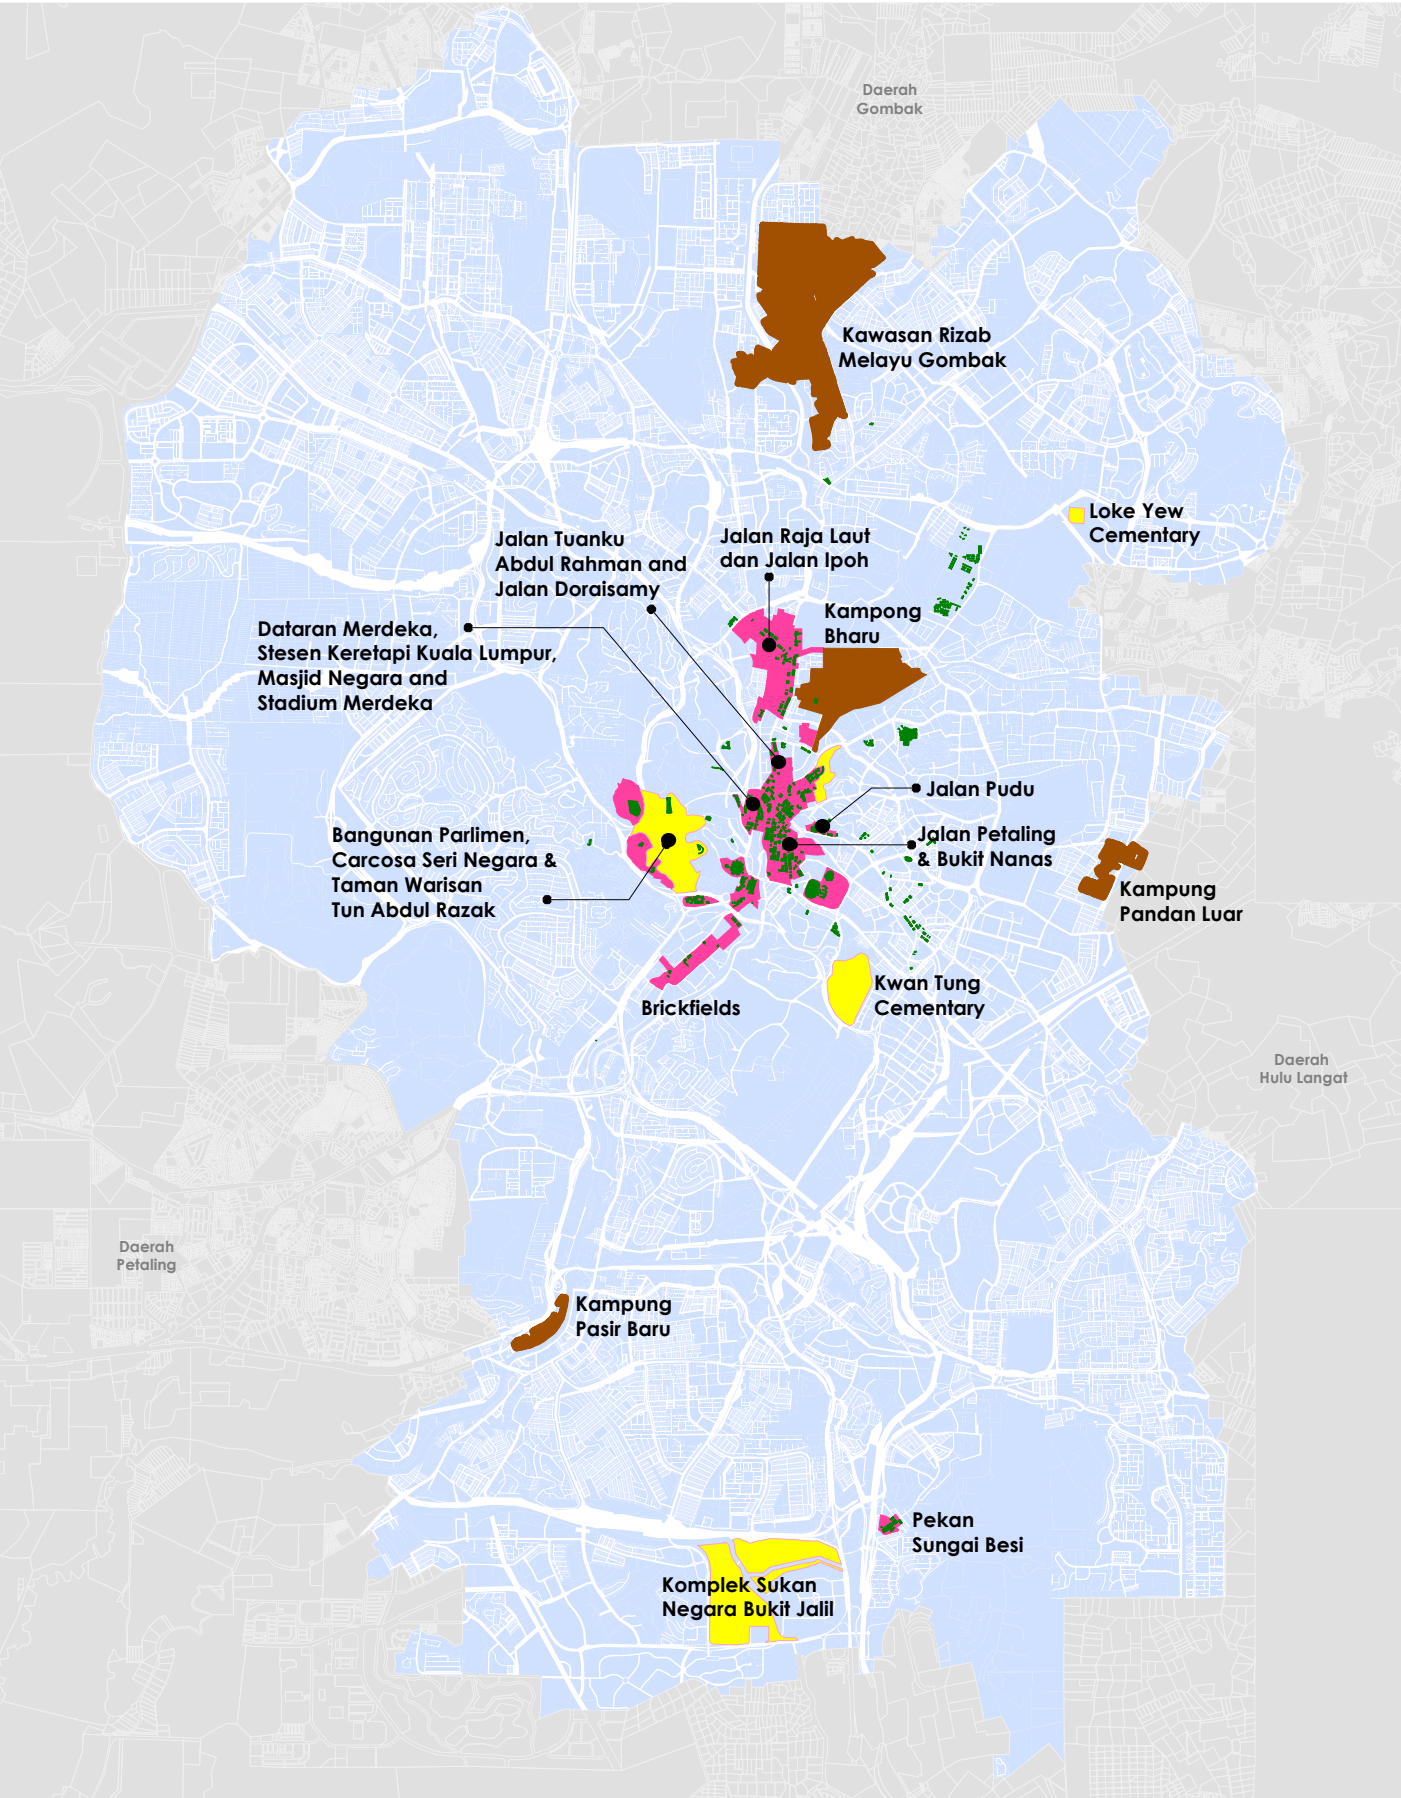 Daerah
Gombak
Kawasan Rizab
Melayu Gombak
Loke Yew
Cementary
Jalan Tuanku
Abdul Rahman and
Jalan Doraisamy
Jalan Raja Laut
dan Jalan Ipoh
Kampong
Bharu
Dataran Merdeka,
Stesen Keretapi Kuala Lumpur,
Masjid Negara and
Stadium Merdeka
Jalan Pudu
Bangunan Parlimen,
Carcosa Seri Negara &
Taman Warisan
Tun Abdul Razak
Jalan Petaling
& Bukit Nanas
Kampung
Pandan Luar
Kwan Tung
Cementary
Brickfields
Daerah
Hulu Langat
Daerah
Petaling
Kampung
Pasir Baru
Pekan
Sungai Besi
Komplek Sukan
Negara Bukit Jalil